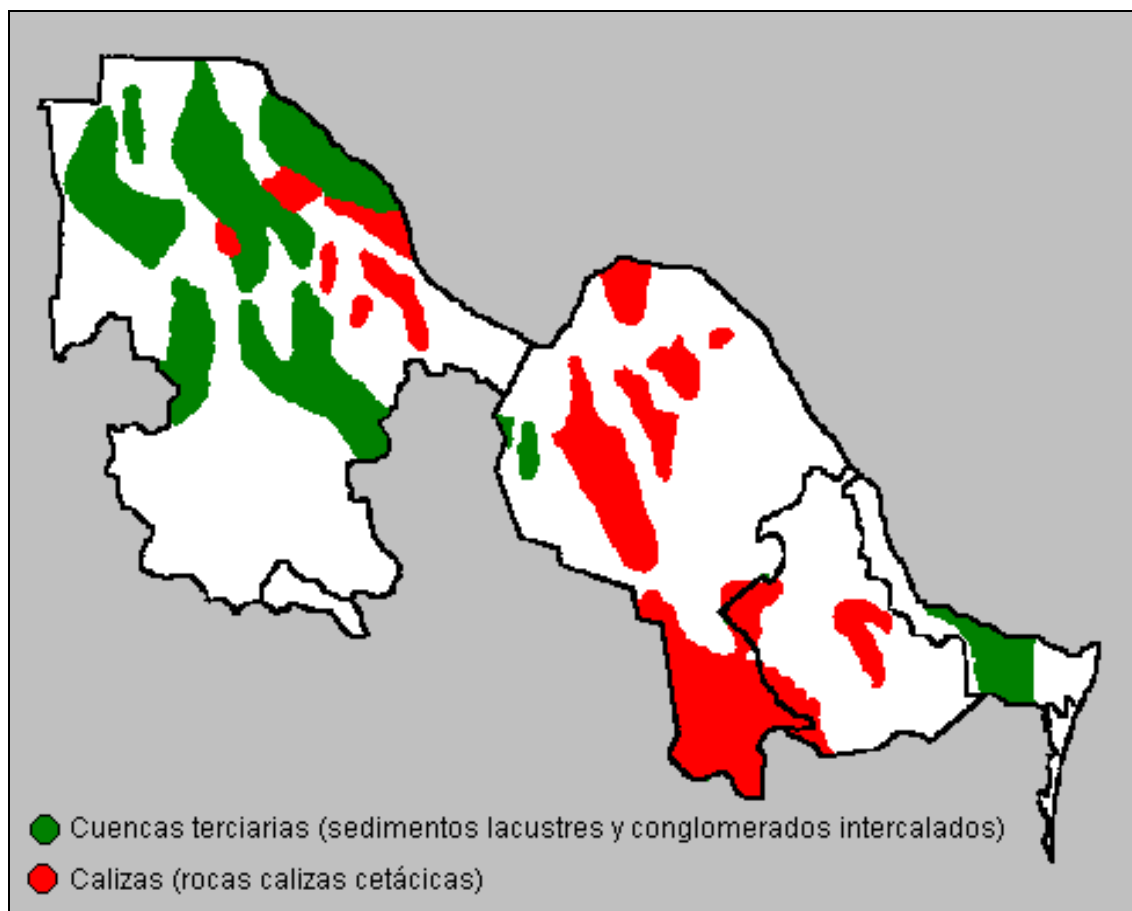 Cuencas terciarias (sedimentos lacustres y conglomerados intercalados)
Calizas (rocas calizas cetácicas)